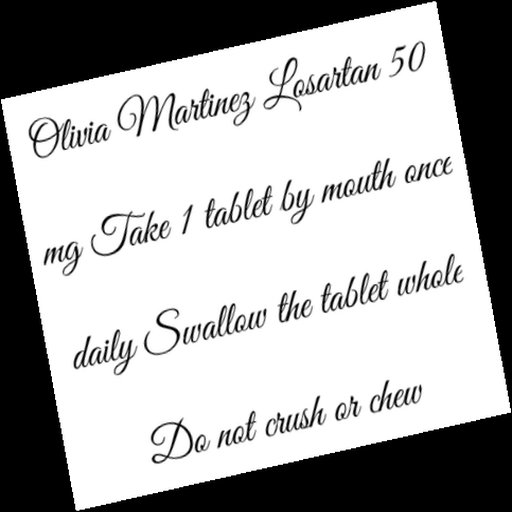 Olivia Martinez Losartan 50
mg Take 1 tablet by mouth once
daily Swallow the tablet whole
Do not crush or chew